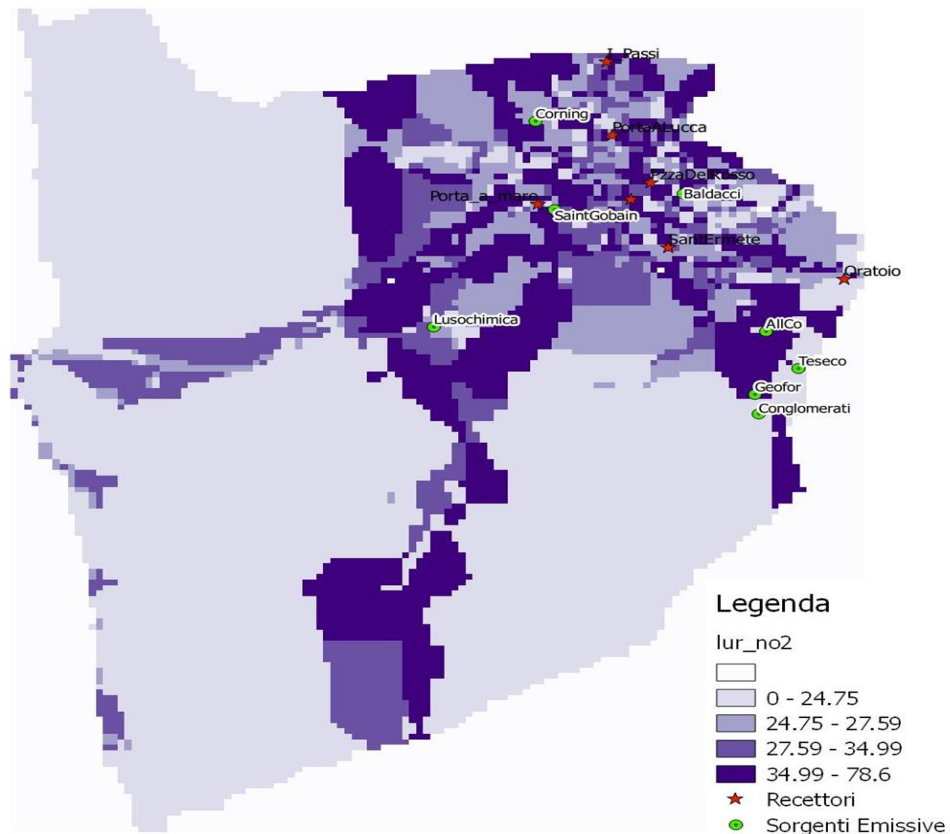 I_Passi
Corning
PortaALucca
PzzaDelRosso
Baldacci
Porta_a_mare
SaintGobain
SantErmete
Oratoio
Lusochimica
AllCo
Teseco
Geofor
Conglomerati
Legenda
lur_no2
0 - 24.75
24.75 - 27.59
27.59 - 34.99
34.99 - 78.6
Recettori
Sorgenti Emissive